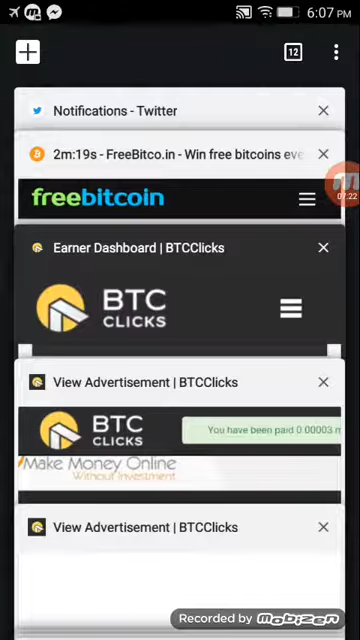 6:07 PM
12
Notifications - Twitter
2m:19s - FreeBitco.in - Win free bitcoins eve
freebitcoin
07:22
Earner Dashboard | BTCClicks
BTC
CLICKS
View Advertisement | BTCClicks
BTC
CLICKS
You have been paid 0.00003 m
Make Money Online
Without Investment
View Advertisement | BTCClicks
Recorded by mobizen